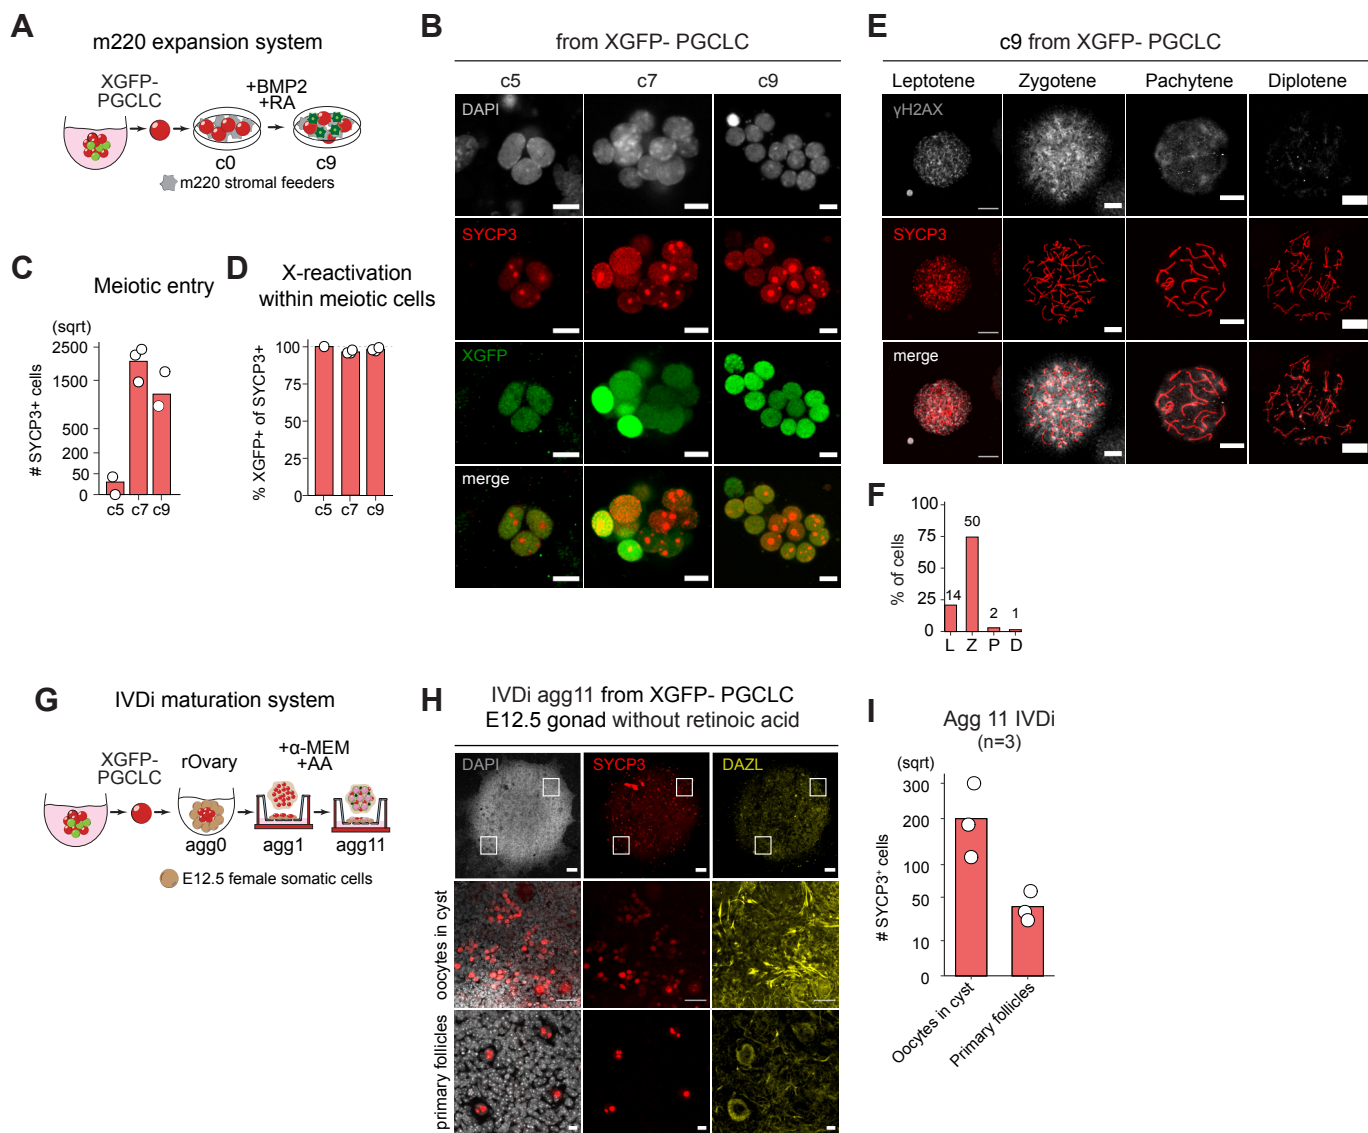 A
m220 expansion system
XGFP-
PGCLC
+BMP2
+RA
c0
c9
m220 stromal feeders
B
from XGFP- PGCLC
c5
c7
c9
DAPI
SYCP3
XGFP
merge
C
Meiotic entry
(sqrt)
# SYCP3+ cells
2500
1500
500
200
50
0
c5
c7
c9
D
X-reactivation
within meiotic cells
% XGFP+ of SYCP3+
100
75
50
25
0
c5
c7
c9
E
c9 from XGFP- PGCLC
Leptotene
Zygotene
Pachytene
Diplotene
γH2AX
SYCP3
merge
F
% of cells
100
75
50
25
0
14
50
2
1
L
Z
P
D
G
IVDi maturation system
XGFP-
PGCLC
rOvary
+α-MEM
+AA
agg0
agg1
agg11
E12.5 female somatic cells
H
IVDi agg11 from XGFP- PGCLC
E12.5 gonad without retinoic acid
DAPI
SYCP3
DAZL
oocytes in cyst
primary follicles
I
Agg 11 IVDi
(n=3)
(sqrt)
# SYCP3⁺ cells
300
200
100
50
10
0
Oocytes in cyst
Primary follicles